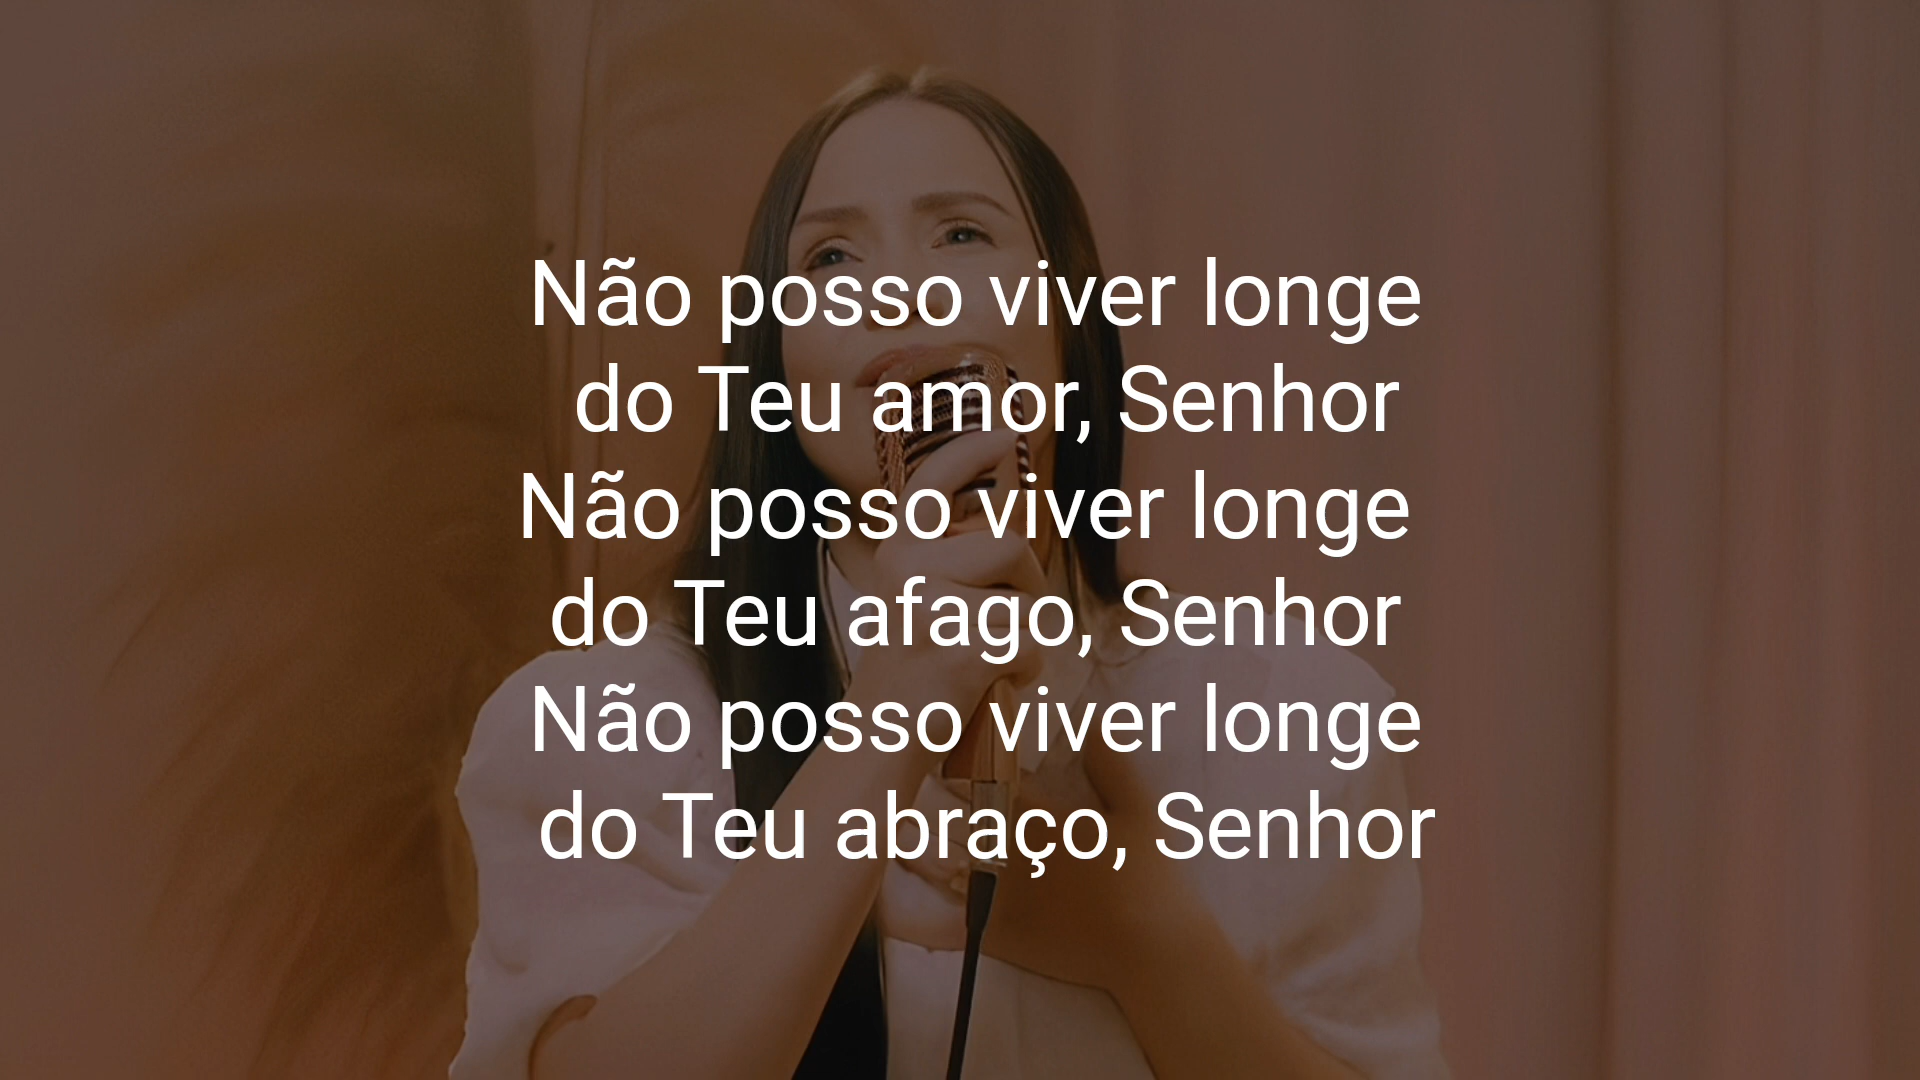 Não posso viver longe
do Teu amor, Senhor
Não posso viver longe
do Teu afago, Senhor
Não posso viver longe
do Teu abraço, Senhor